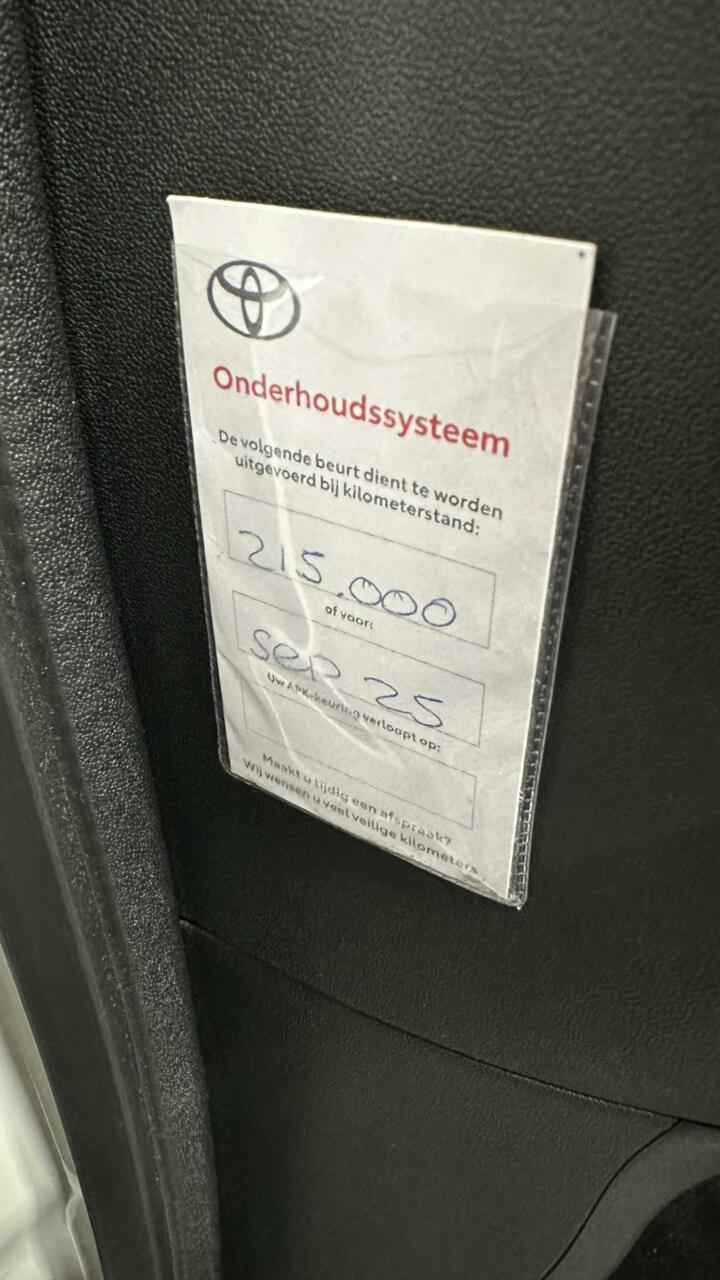 Onderhoudssysteem
De volgende beurt dient te worden
uitgevoerd bij kilometerstand:
215.000
of voor:
sep 25
Uw APK-keuring verloopt op:
Maakt u tijdig een afspraak?
Wij wensen u veel veilige kilometers